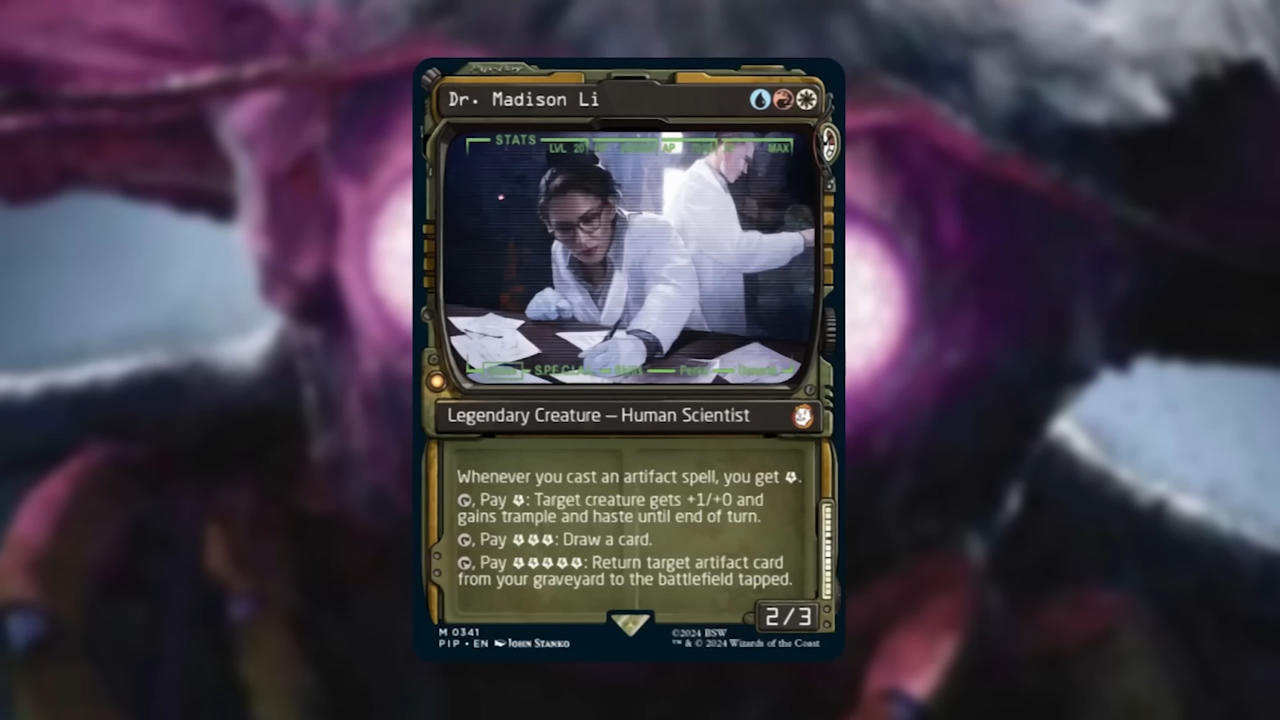 Dr. Madison Li
STATS
LVL 20 AP MAX
S.P.E.C.I.A.L.
Legendary Creature – Human Scientist
Whenever you cast an artifact spell, you get .
, Pay : Target creature gets +1/+0 and
gains trample and haste until end of turn.
, Pay : Draw a card.
, Pay : Return target artifact card
from your graveyard to the battlefield tapped.
2/3
M 0341
PIP • EN John Stanko
©2024 BSW
™ & © 2024 Wizards of the Coast